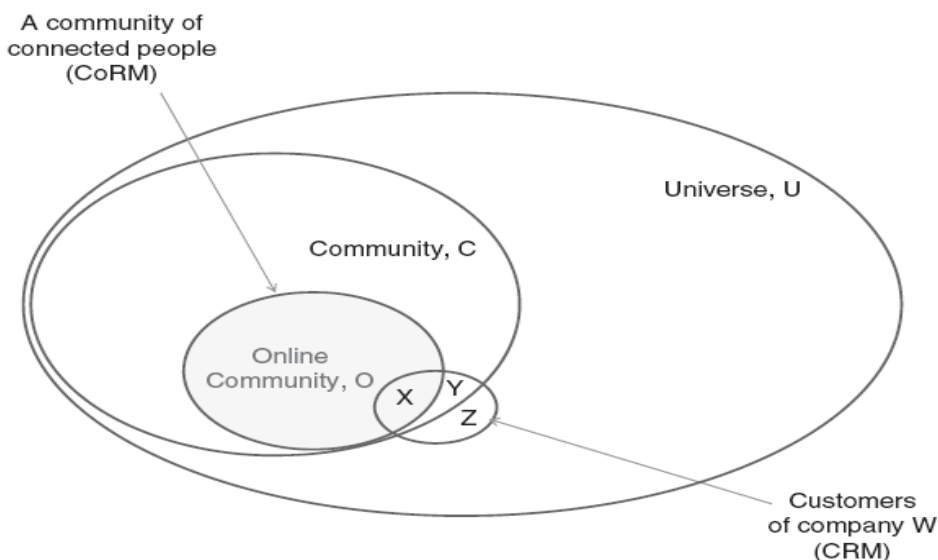 A community of
connected people
(CoRM)
Universe, U
Community, C
Online
Community, O
X
Y
Z
Customers
of company W
(CRM)